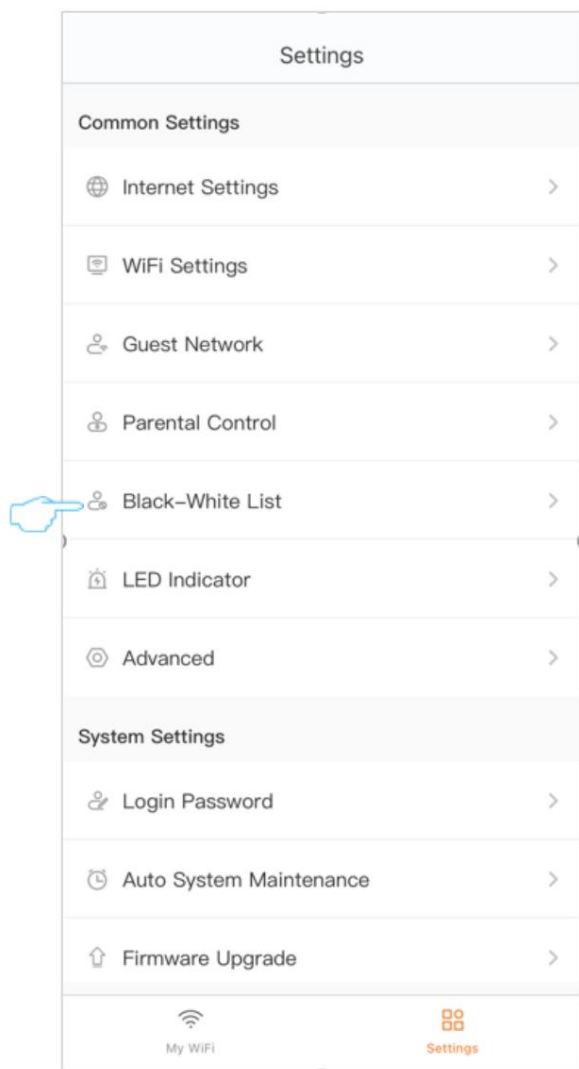 Settings
Common Settings
Internet Settings
WiFi Settings
Guest Network
Parental Control
Black–White List
LED Indicator
Advanced
System Settings
Login Password
Auto System Maintenance
Firmware Upgrade
My WiFi
Settings